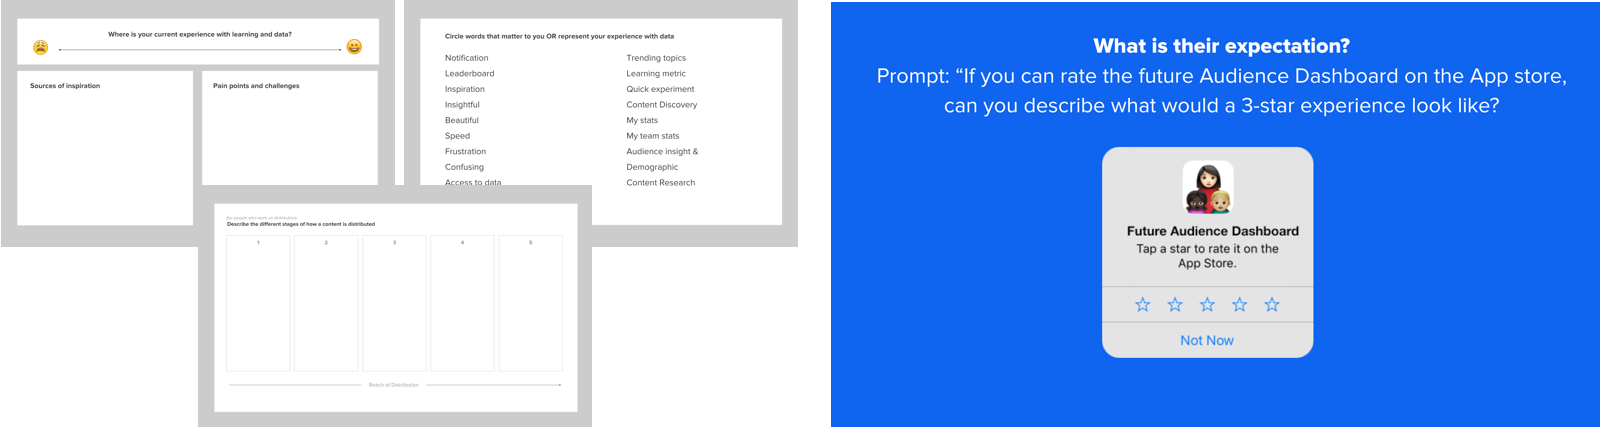 Where is your current experience with learning and data?
Sources of inspiration
Pain points and challenges
Circle words that matter to you OR represent your experience with data
Notification
Leaderboard
Inspiration
Insightful
Beautiful
Speed
Frustration
Confusing
Access to data
Trending topics
Learning metric
Quick experiment
Content Discovery
My stats
My team stats
Audience insight &
Demographic
Content Research
(for people who work on distribution)
Describe the different stages of how a content is distributed
1
2
3
4
5
Reach of Distribution
What is their expectation?
Prompt: “If you can rate the future Audience Dashboard on the App store,
can you describe what would a 3-star experience look like?
Future Audience Dashboard
Tap a star to rate it on the
App Store.
Not Now